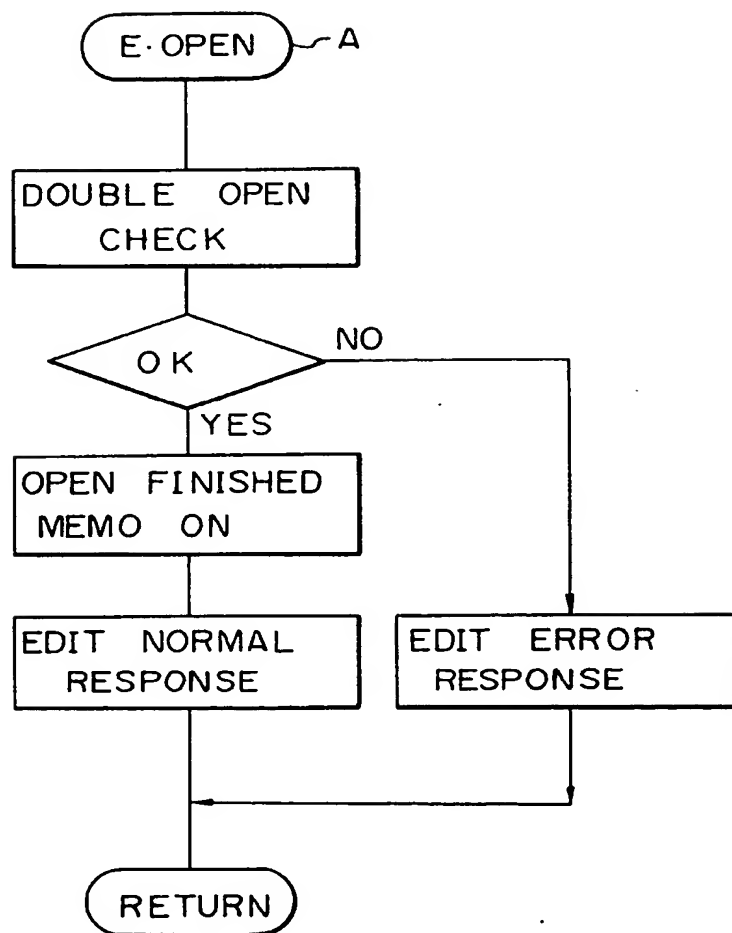 E·OPEN A
DOUBLE OPEN
CHECK
OK
NO
YES
OPEN FINISHED
MEMO ON
EDIT NORMAL
RESPONSE
EDIT ERROR
RESPONSE
RETURN